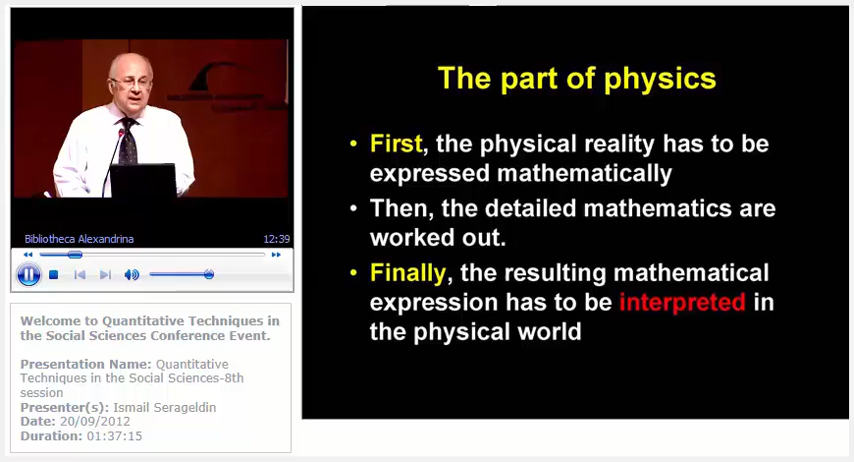 Bibliotheca Alexandrina 12:39
Welcome to Quantitative Techniques in
the Social Sciences Conference Event.
Presentation Name: Quantitative
Techniques in the Social Sciences-8th
session
Presenter(s): Ismail Serageldin
Date: 20/09/2012
Duration: 01:37:15
The part of physics
• First, the physical reality has to be
expressed mathematically
• Then, the detailed mathematics are
worked out.
• Finally, the resulting mathematical
expression has to be interpreted in
the physical world